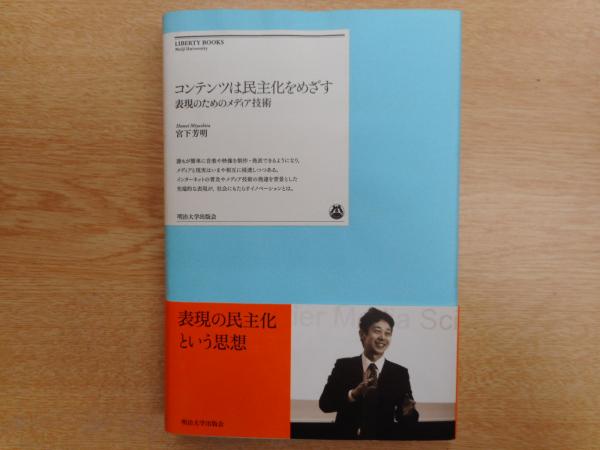 LIBERTY BOOKS
Meiji University
コンテンツは民主化をめざす
表現のためのメディア技術
Homei Miyashita
宮下芳明
誰もが簡単に音楽や映像を制作・発表できるようになり、
メディアと現実はいまや相互に浸透しつつある。
インターネットの普及やメディア技術の発達を背景とした
先端的な表現が、社会にもたらすイノベーションとは。
明治大学出版会
表現の民主化
という思想
ier Media Sci
明治大学出版会